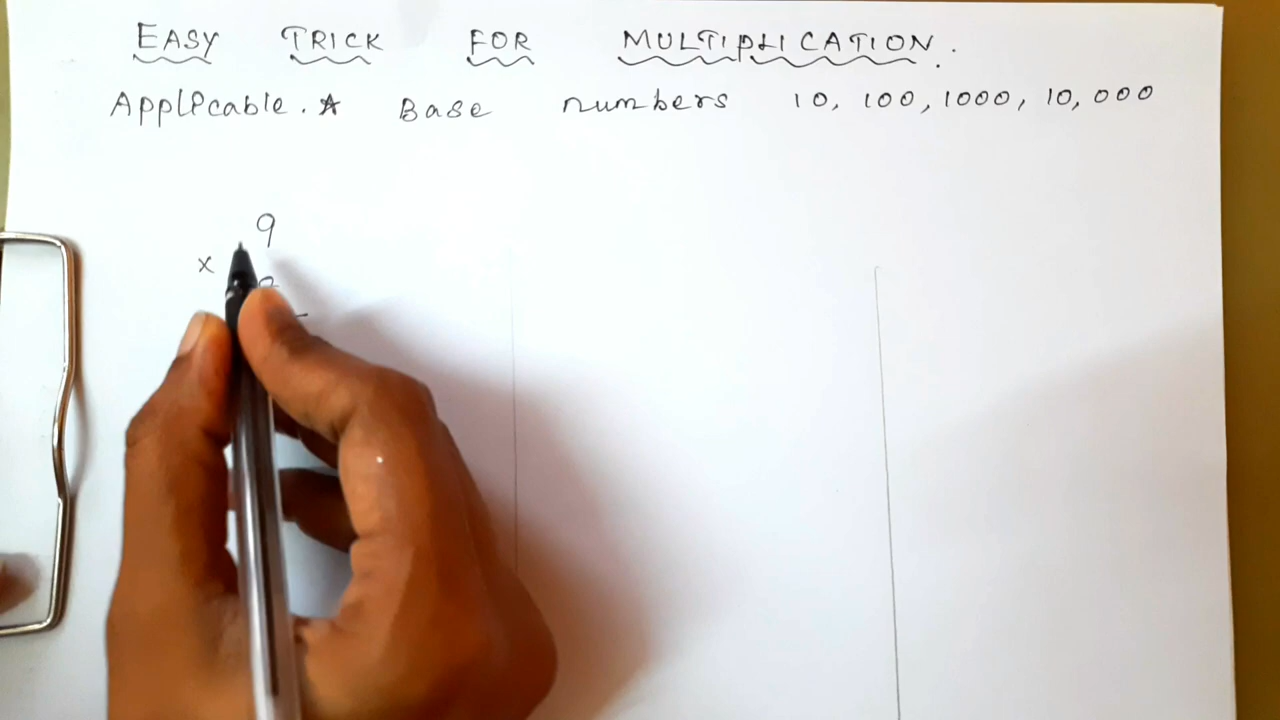 EASY TRICK FOR MULTIPLICATION.
Applicable. Base numbers 10, 100, 1000, 10,000
9
x